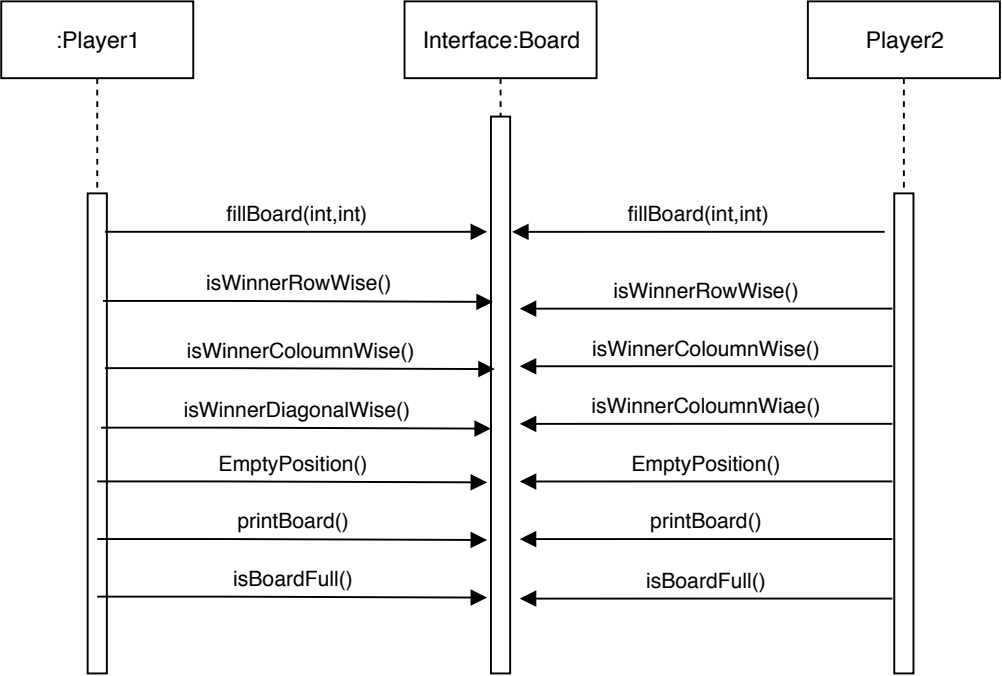 :Player1
Interface:Board
Player2
fillBoard(int,int)
fillBoard(int,int)
isWinnerRowWise()
isWinnerRowWise()
isWinnerColoumnWise()
isWinnerColoumnWise()
isWinnerDiagonalWise()
isWinnerColoumnWiae()
EmptyPosition()
EmptyPosition()
printBoard()
printBoard()
isBoardFull()
isBoardFull()